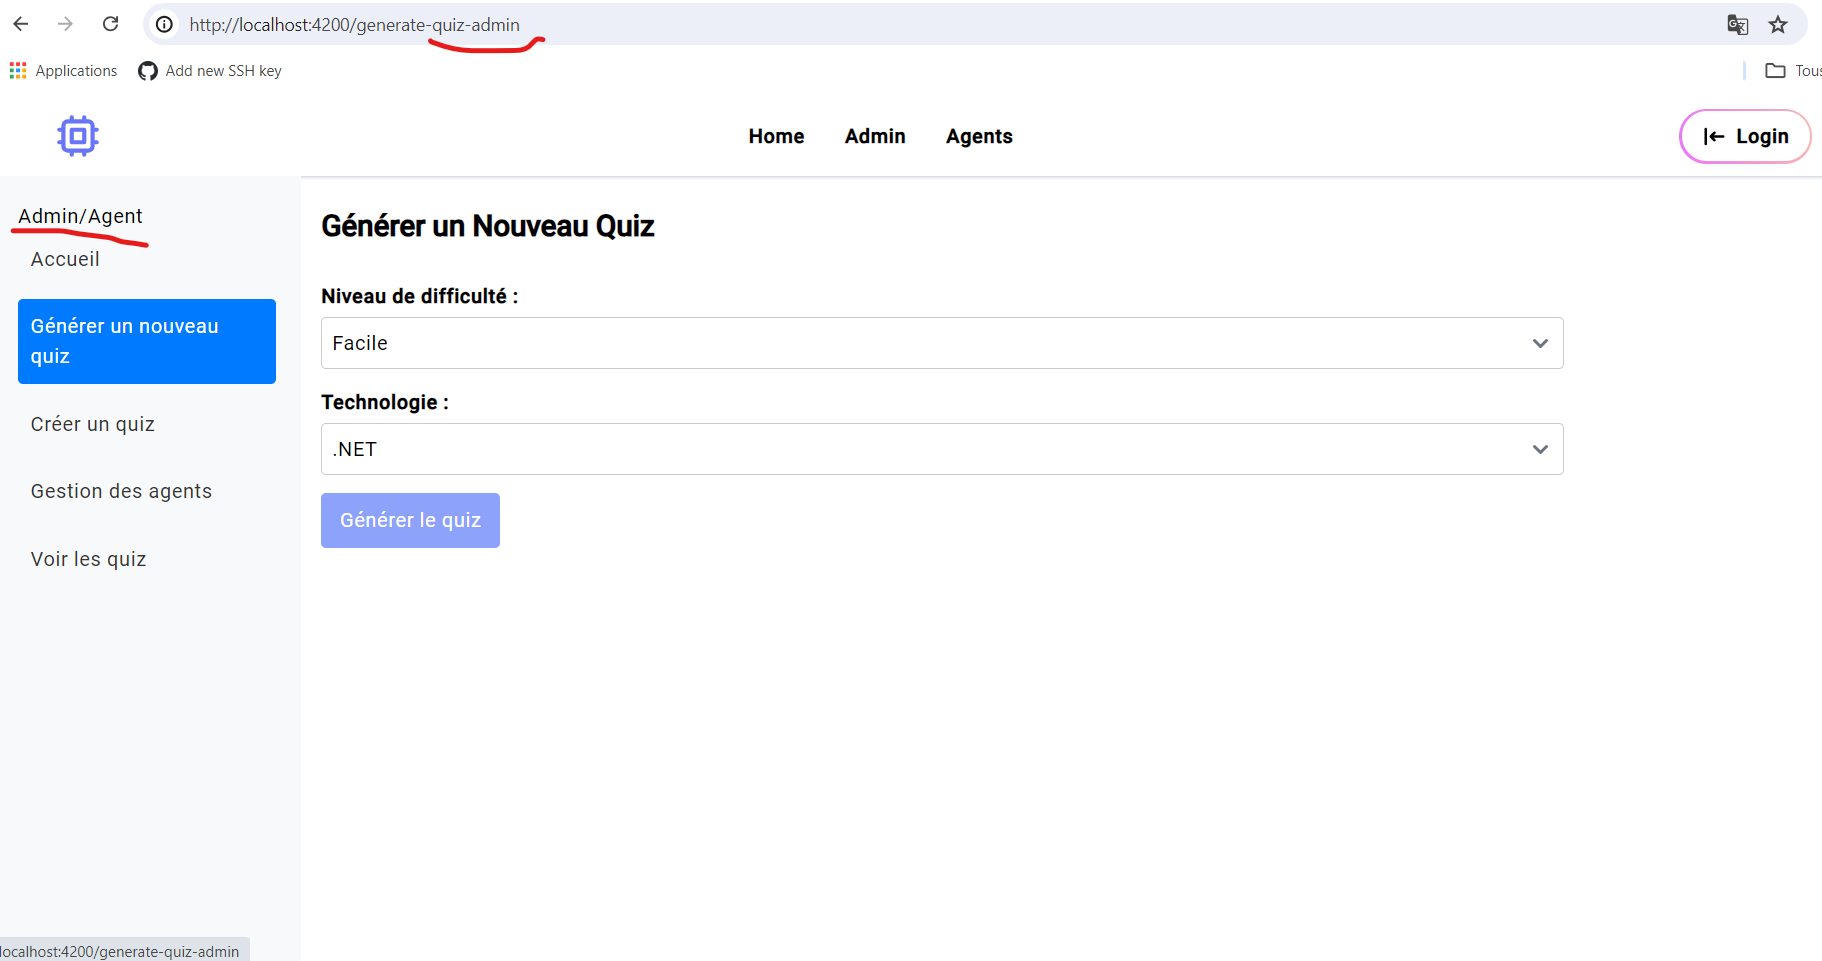 http://localhost:4200/generate-quiz-admin
Applications
Add new SSH key
Tous
Home
Admin
Agents
Login
Admin/Agent
Accueil
Générer un nouveau
quiz
Créer un quiz
Gestion des agents
Voir les quiz
Générer un Nouveau Quiz
Niveau de difficulté :
Facile
Technologie :
.NET
Générer le quiz
localhost:4200/generate-quiz-admin